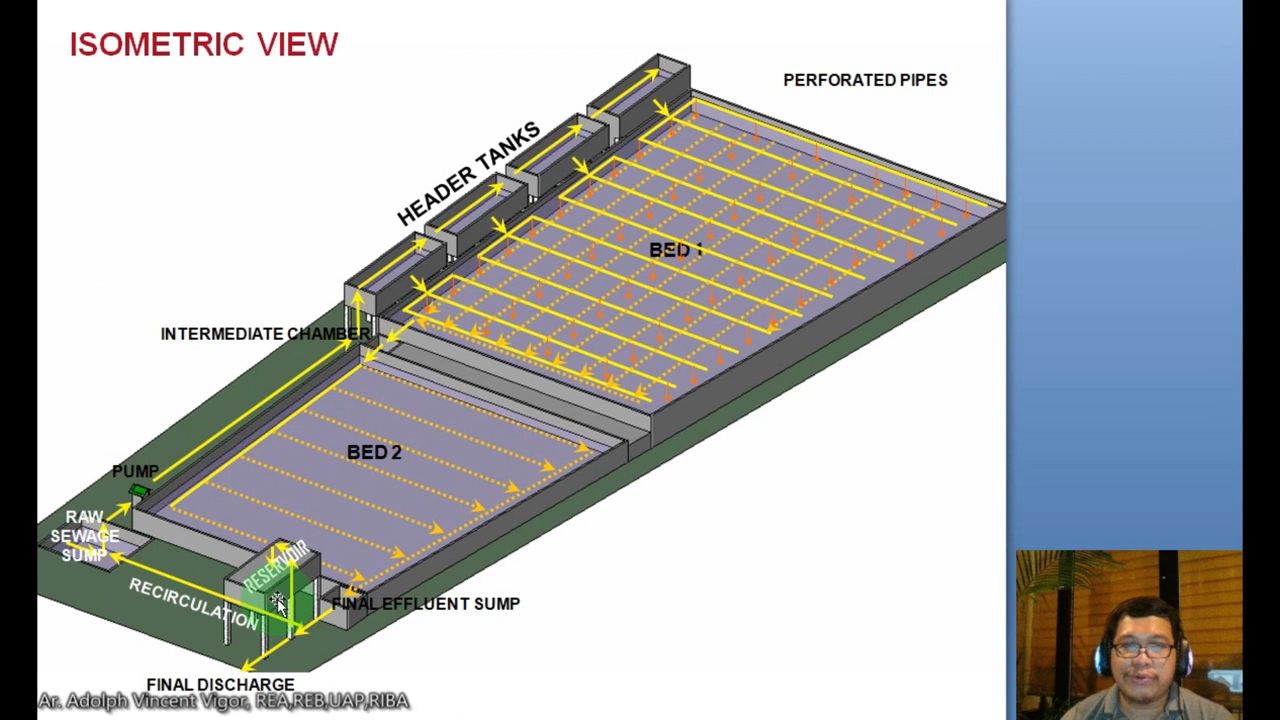 ISOMETRIC VIEW
PERFORATED PIPES
HEADER TANKS
BED 1
INTERMEDIATE CHAMBER
BED 2
PUMP
RAW
SEWAGE
SUMP
RESERVOIR
RECIRCULATION
FINAL EFFLUENT SUMP
FINAL DISCHARGE
Ar. Adolph Vincent Vigor, REA,REB,UAP,RIBA